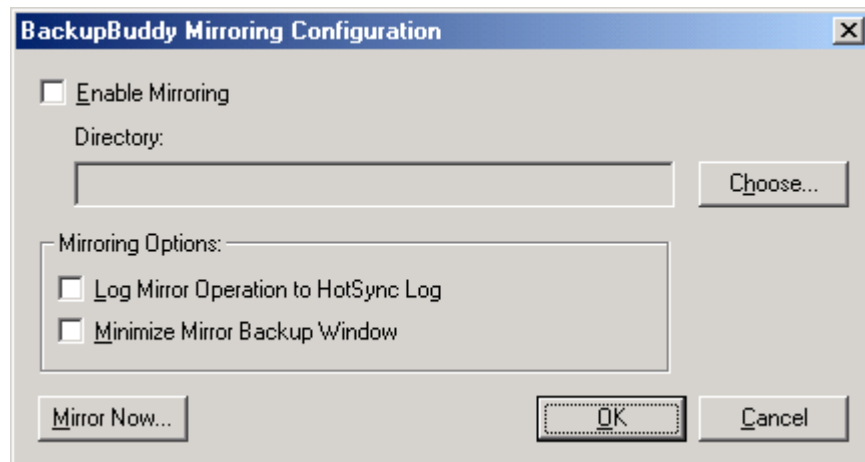 BackupBuddy Mirroring Configuration
Enable Mirroring
Directory:
Choose...
Mirroring Options:
Log Mirror Operation to HotSync Log
Minimize Mirror Backup Window
Mirror Now...
OK
Cancel